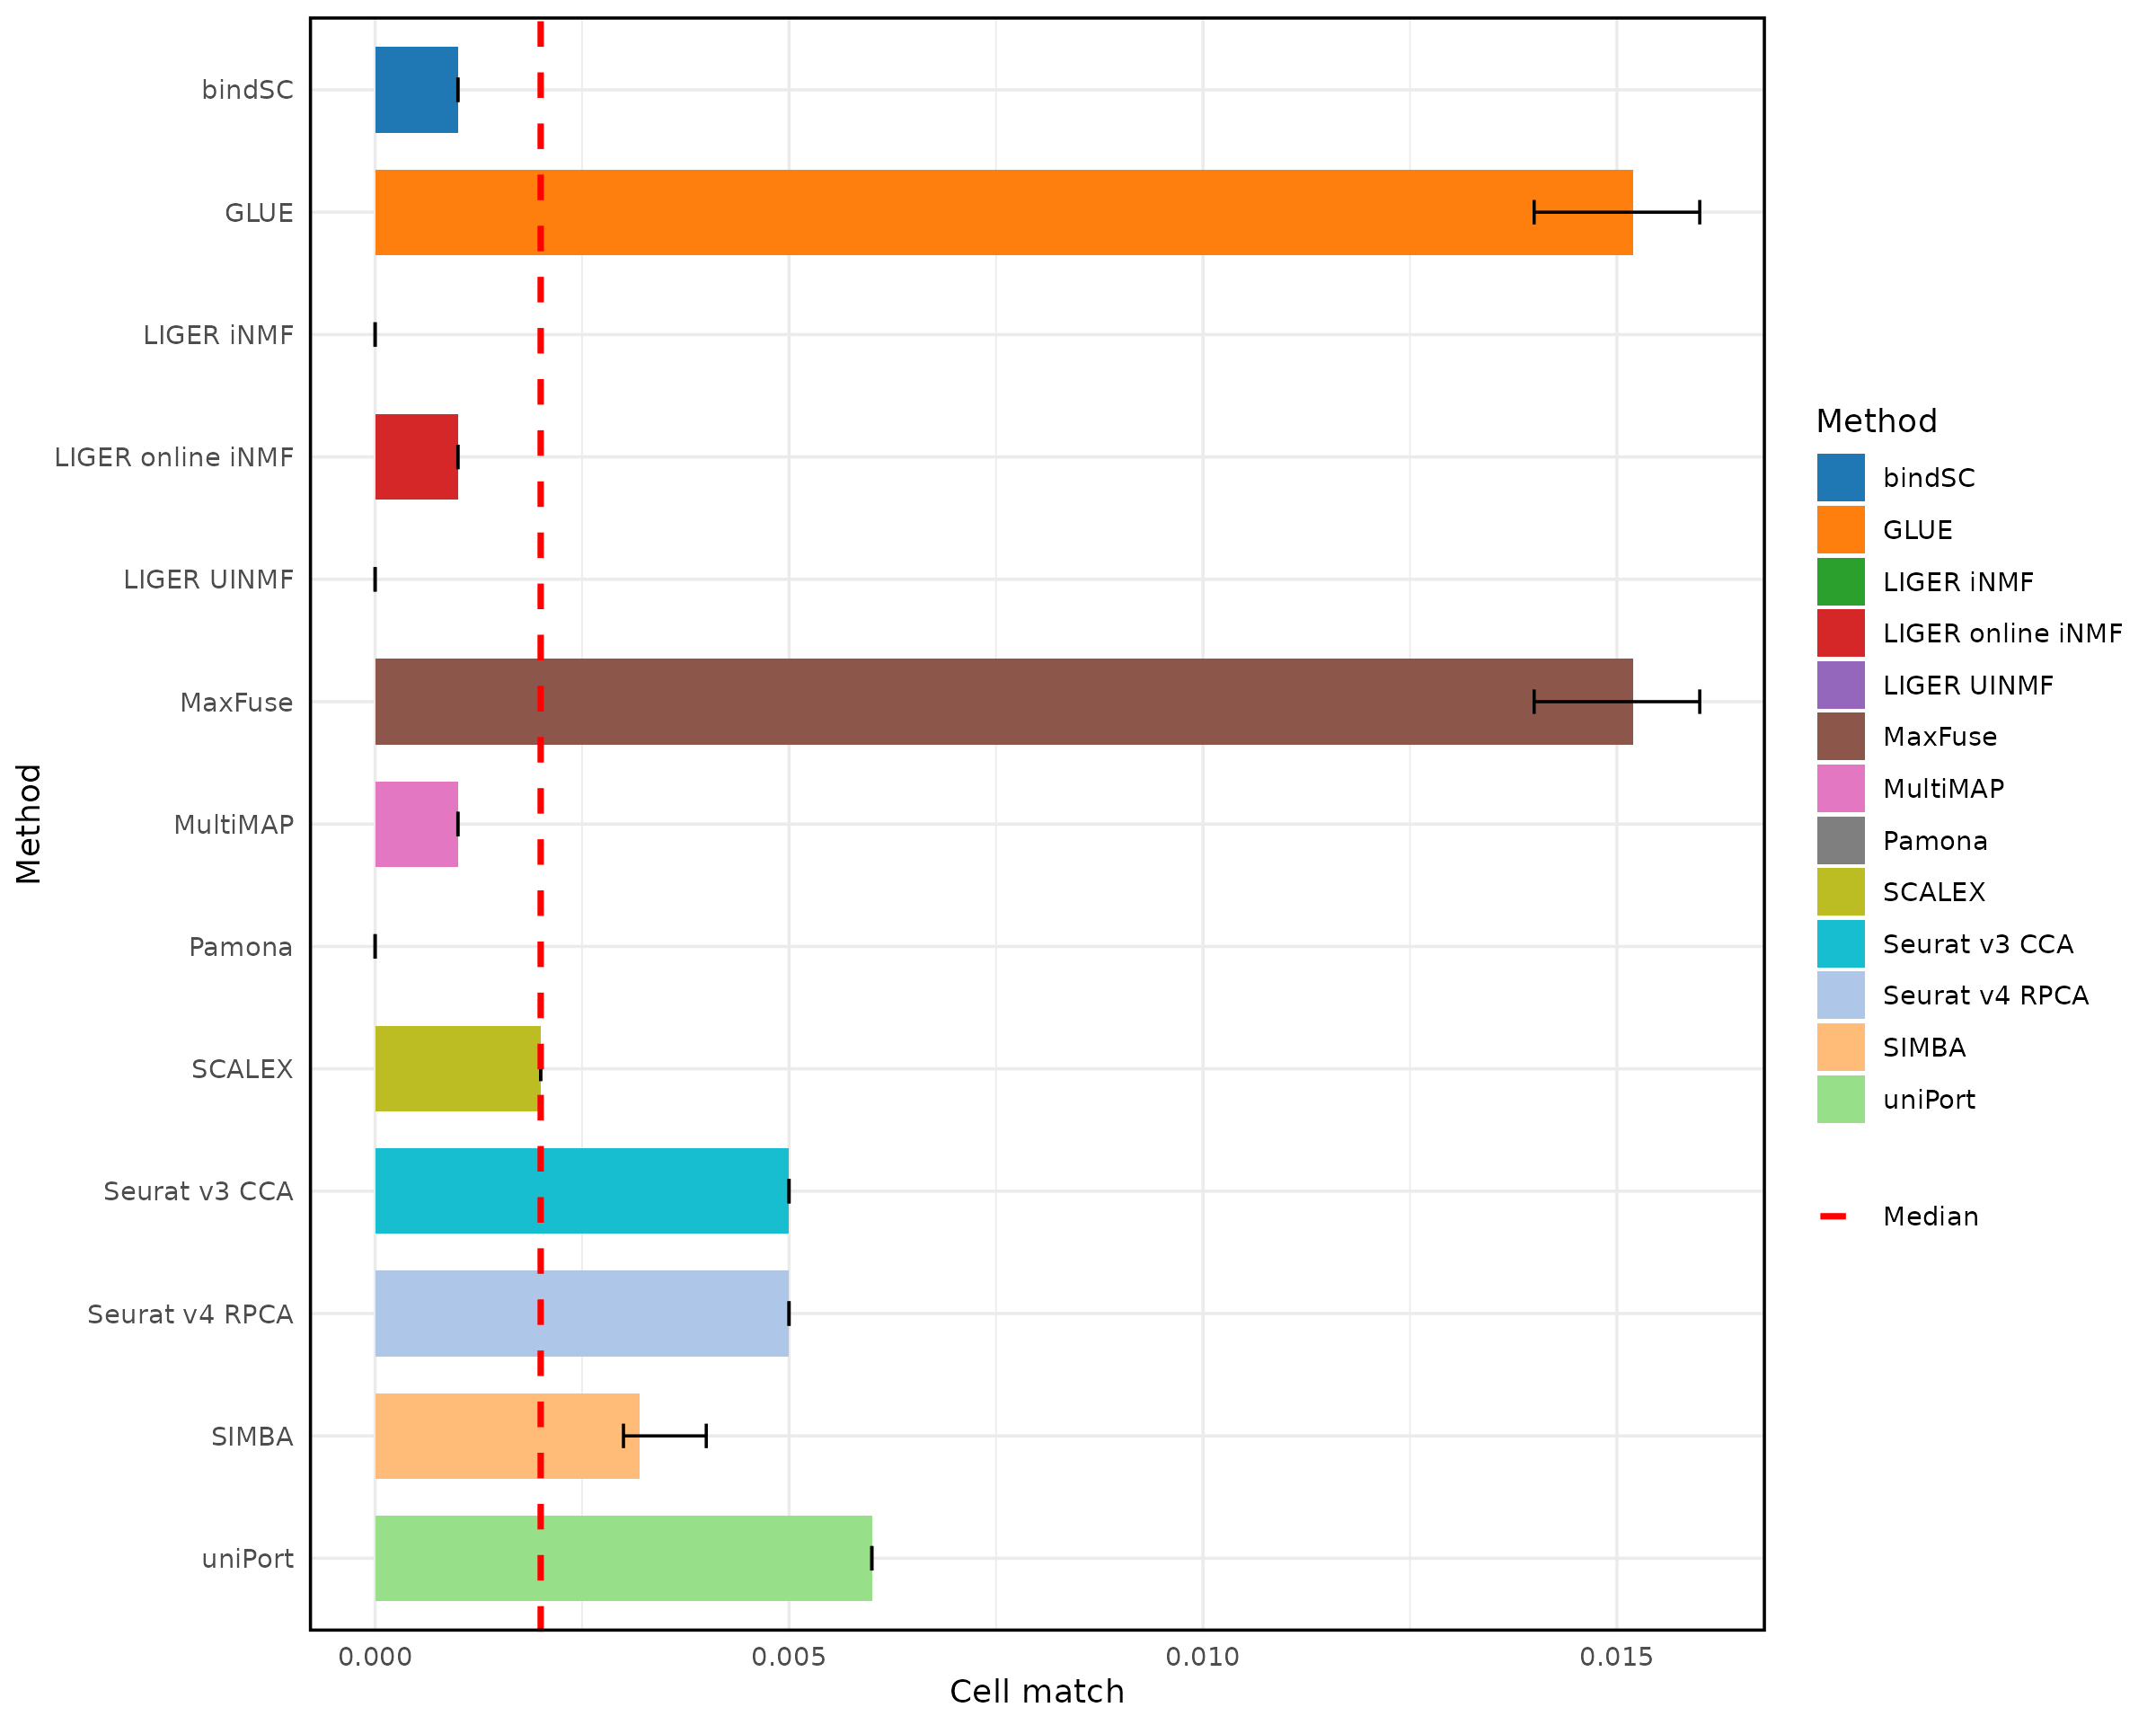 Method
bindSC
GLUE
LIGER iNMF
LIGER online iNMF
LIGER UINMF
MaxFuse
MultiMAP
Pamona
SCALEX
Seurat v3 CCA
Seurat v4 RPCA
SIMBA
uniPort
0.000 0.005 0.010 0.015
Cell match
Method
bindSC
GLUE
LIGER iNMF
LIGER online iNMF
LIGER UINMF
MaxFuse
MultiMAP
Pamona
SCALEX
Seurat v3 CCA
Seurat v4 RPCA
SIMBA
uniPort
Median